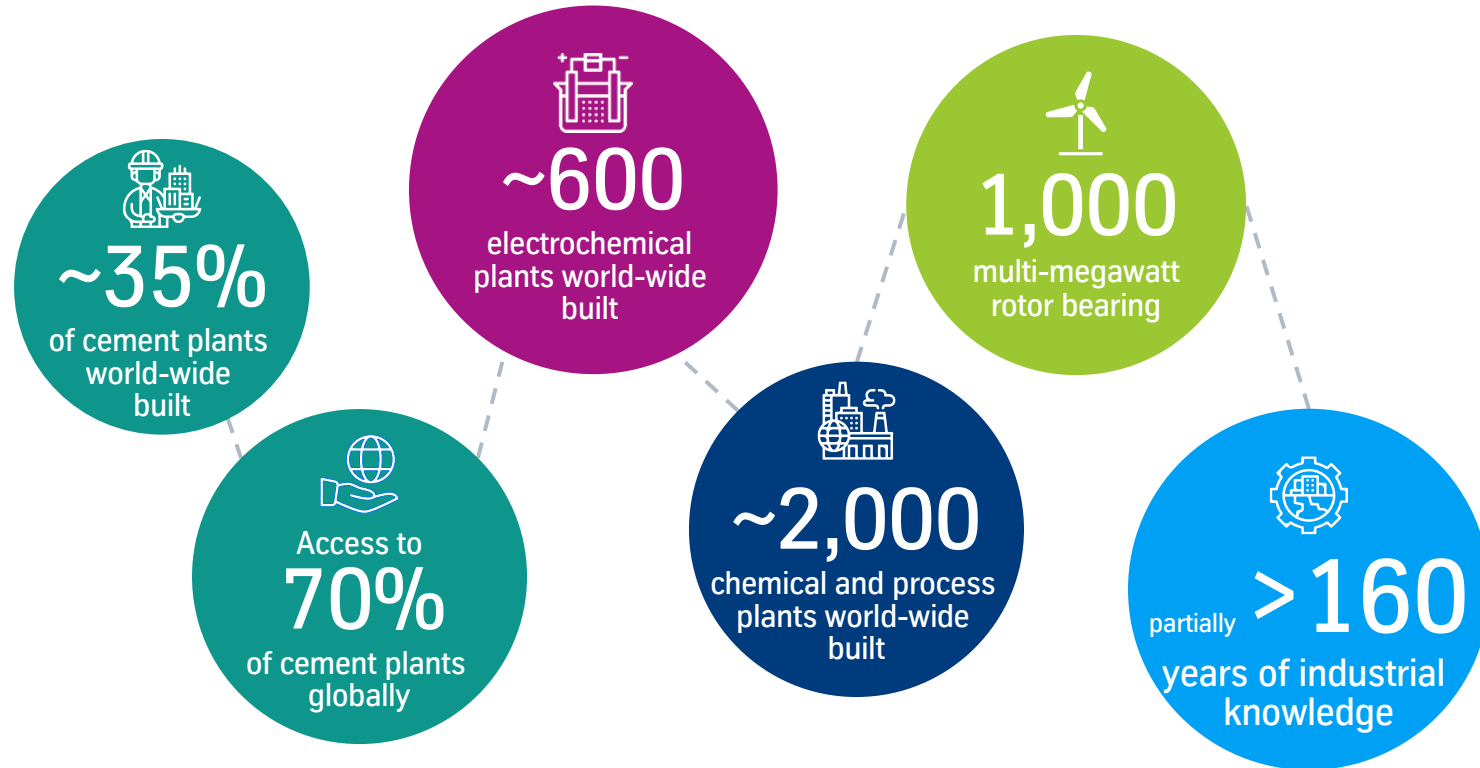 ~35%
of cement plants
world-wide
built
Access to
70%
of cement plants
globally
~600
electrochemical
plants world-wide
built
~2,000
chemical and process
plants world-wide
built
1,000
multi-megawatt
rotor bearing
partially >160
years of industrial
knowledge